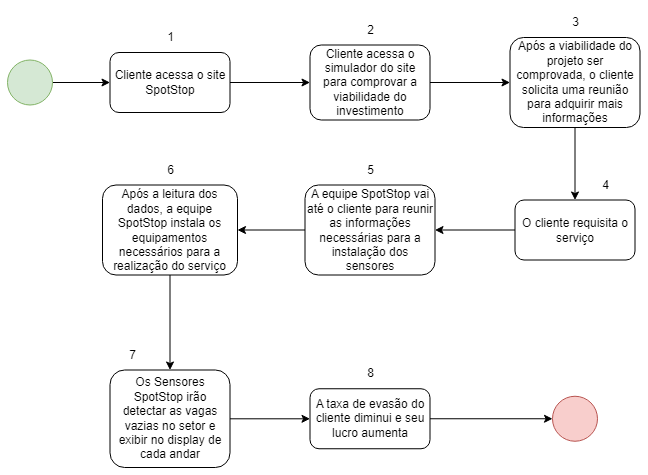 1
Cliente acessa o site
SpotStop
2
Cliente acessa o
simulador do site
para comprovar a
viabilidade do
investimento
3
Após a viabilidade do
projeto ser
comprovada, o cliente
solicita uma reunião
para adquirir mais
informações
4
O cliente requisita o
serviço
5
A equipe SpotStop vai
até o cliente para reunir
as informações
necessárias para a
instalação dos
sensores
6
Após a leitura dos
dados, a equipe
SpotStop instala os
equipamentos
necessários para a
realização do serviço
7
Os Sensores
SpotStop irão
detectar as vagas
vazias no setor e
exibir no display de
cada andar
8
A taxa de evasão do
cliente diminui e seu
lucro aumenta